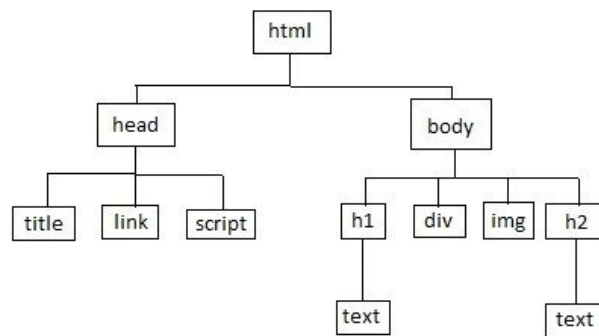 html
head
body
title
link
script
h1
div
img
h2
text
text